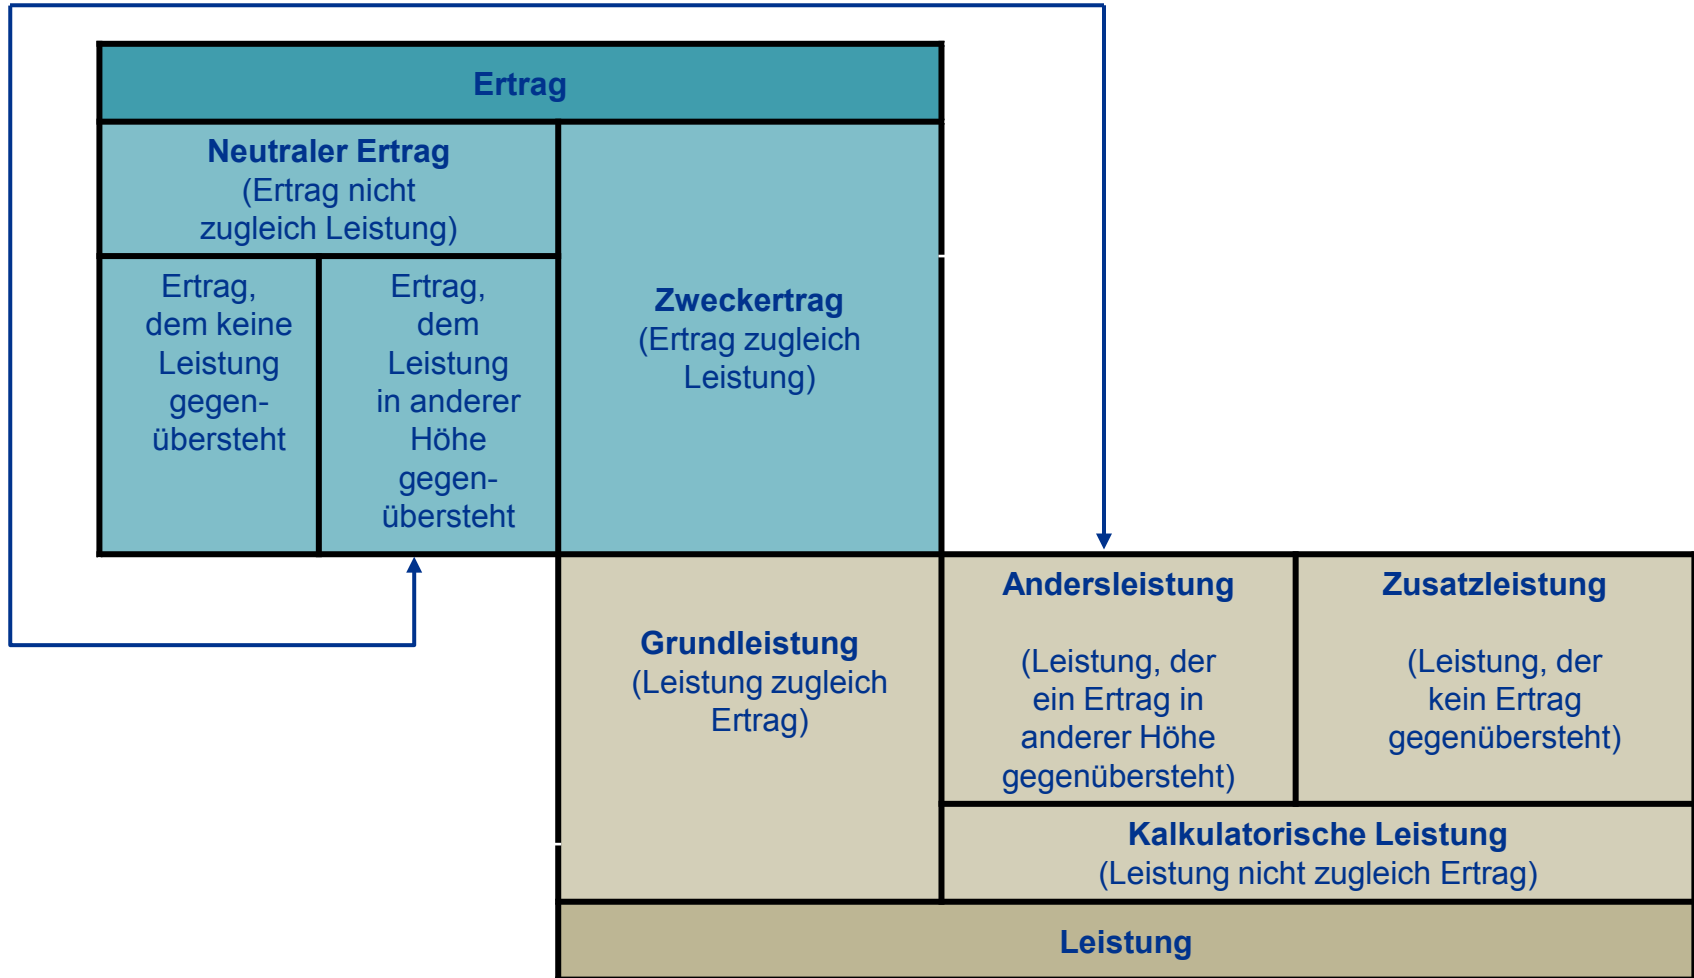 Ertrag
Neutraler Ertrag
(Ertrag nicht
zugleich Leistung)
Ertrag,
dem keine
Leistung
gegen-
übersteht
Ertrag,
dem
Leistung
in anderer
Höhe
gegen-
übersteht
Zweckertrag
(Ertrag zugleich
Leistung)
Grundleistung
(Leistung zugleich
Ertrag)
Andersleistung
(Leistung, der
ein Ertrag in
anderer Höhe
gegenübersteht)
Zusatzleistung
(Leistung, der
kein Ertrag
gegenübersteht)
Kalkulatorische Leistung
(Leistung nicht zugleich Ertrag)
Leistung